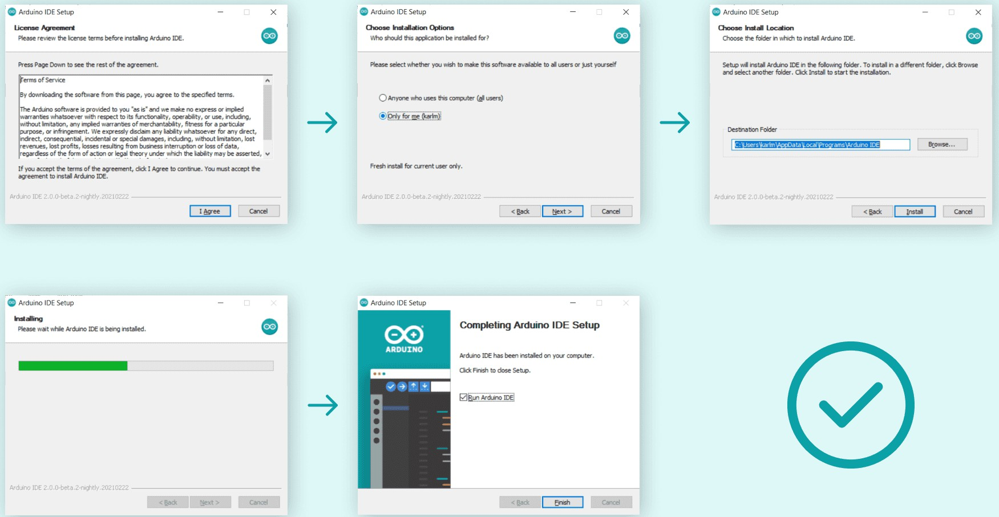 Arduino IDE Setup
License Agreement
Please review the license terms before installing Arduino IDE.
Press Page Down to see the rest of the agreement.
Terms of Service
By downloading the software from this page, you agree to the specified terms.
The Arduino software is provided to you "as is" and we make no express or implied
warranties whatsoever with respect to its functionality, operability, or use, including,
without limitation, any implied warranties of merchantability, fitness for a particular
purpose, or infringement. We expressly disclaim any liability whatsoever for any direct,
indirect, consequential, incidental or special damages, including, without limitation, lost
revenues, lost profits, losses resulting from business interruption or loss of data,
regardless of the form of action or legal theory under which the liability may be asserted,
If you accept the terms of the agreement, click I Agree to continue. You must accept the
agreement to install Arduino IDE.
Arduino IDE 2.0.0-beta.2-nightly.20210222
I Agree
Cancel
Arduino IDE Setup
Choose Installation Options
Who should this application be installed for?
Please select whether you wish to make this software available to all users or just yourself
Anyone who uses this computer (all users)
Only for me (karlm)
Fresh install for current user only.
Arduino IDE 2.0.0-beta.2-nightly.20210222
< Back
Next >
Cancel
Arduino IDE Setup
Choose Install Location
Choose the folder in which to install Arduino IDE.
Setup will install Arduino IDE in the following folder. To install in a different folder, click Browse
and select another folder. Click Install to start the installation.
Destination Folder
C:\Users\karlm\AppData\Local\Programs\Arduino IDE
Browse...
Arduino IDE 2.0.0-beta.2-nightly.20210222
< Back
Install
Cancel
Arduino IDE Setup
Installing
Please wait while Arduino IDE is being installed.
Arduino IDE 2.0.0-beta.2-nightly.20210222
< Back
Next >
Cancel
Arduino IDE Setup
ARDUINO
Completing Arduino IDE Setup
Arduino IDE has been installed on your computer.
Click Finish to close Setup.
Run Arduino IDE
< Back
Finish
Cancel